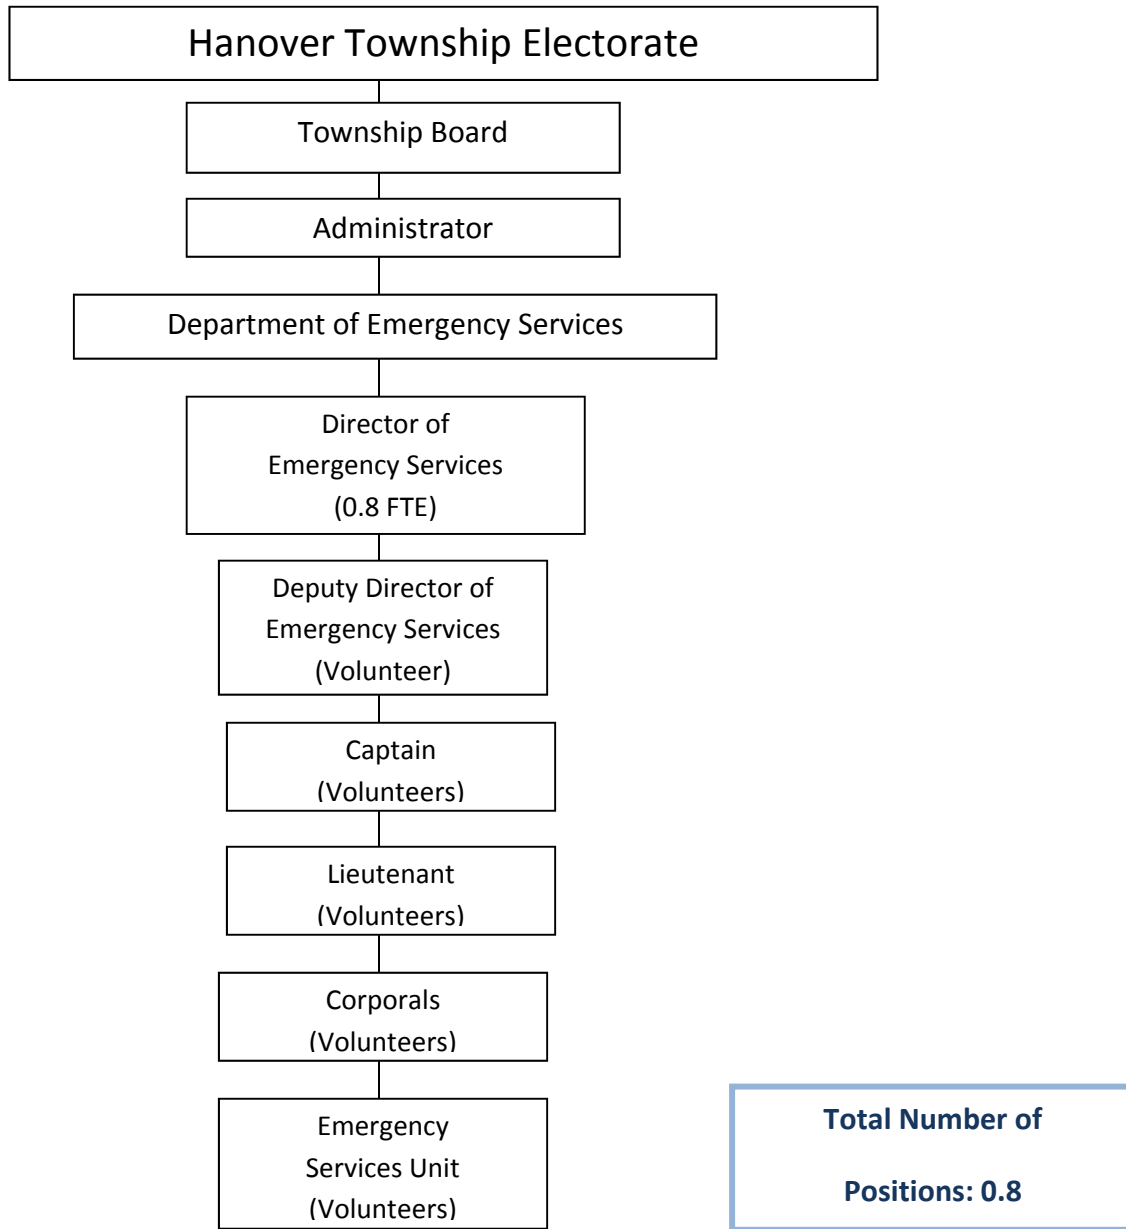 Hanover Township Electorate
Township Board
Administrator
Department of Emergency Services
Director of
Emergency Services
(0.8 FTE)
Deputy Director of
Emergency Services
(Volunteer)
Captain
(Volunteers)
Lieutenant
(Volunteers)
Corporals
(Volunteers)
Emergency
Services Unit
(Volunteers)
Total Number of
Positions: 0.8